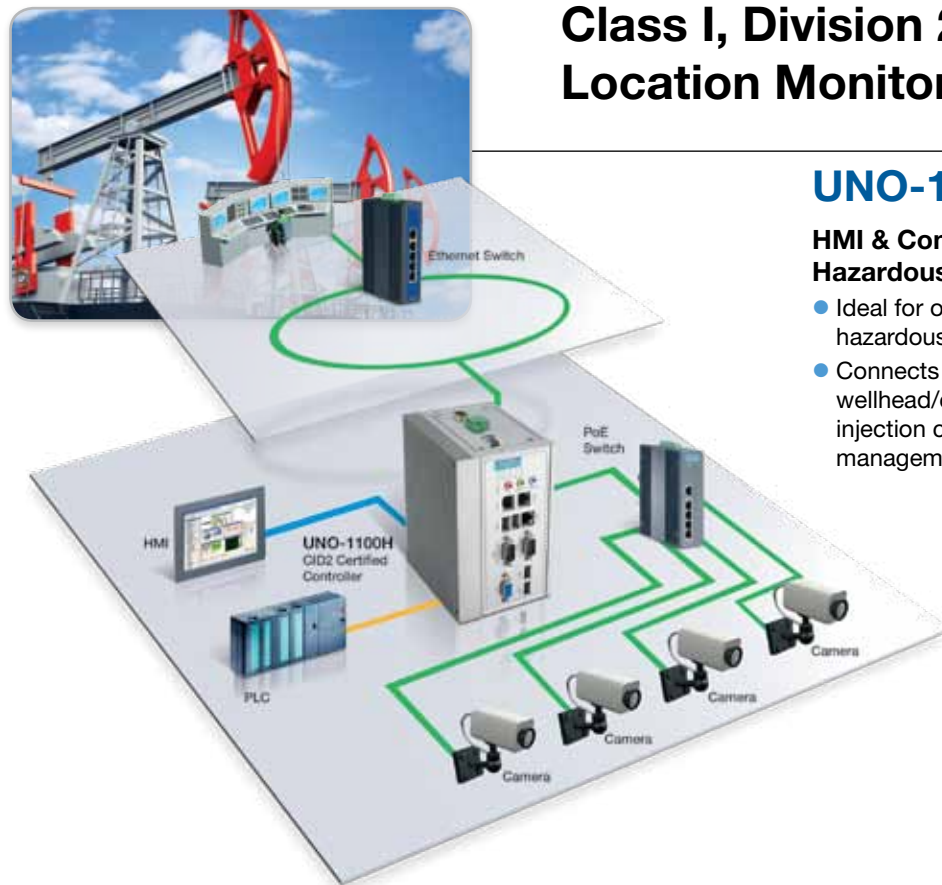 Class I, Division 2
Location Monitor
UNO-1
HMI & Con
Hazardous
Ideal for o
hazardous
Connects
wellhead/
injection c
managem
Ethernet Switch
PoE
Switch
HMI
UNO-1100H
CID2 Certified
Controller
PLC
Camera
Camera
Camera
Camera